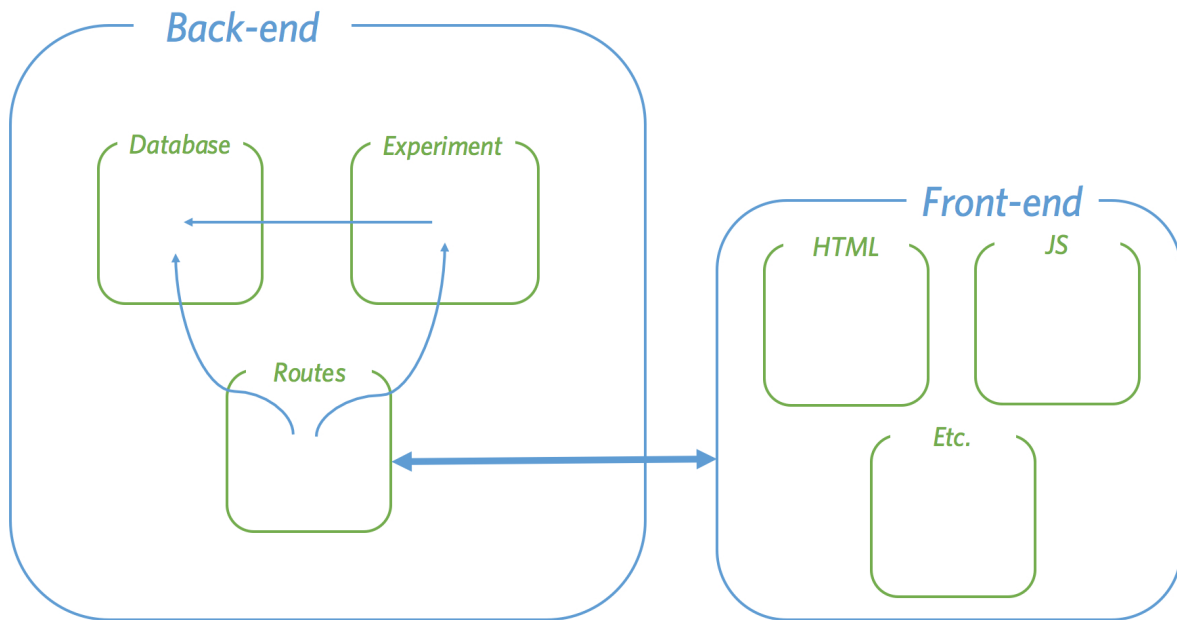 Back-end
Database
Experiment
Routes
Front-end
HTML
JS
Etc.